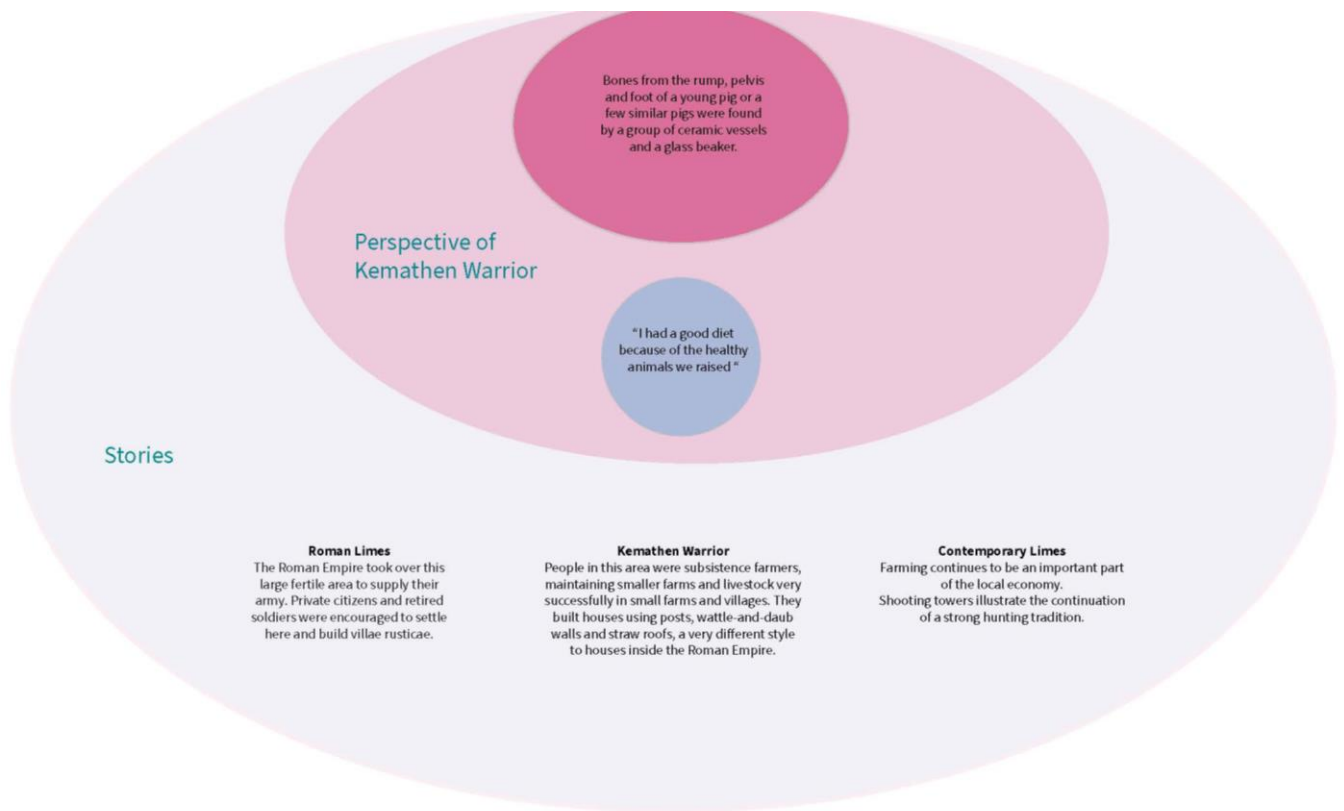 Bones from the rump, pelvis
and foot of a young pig or a
few similar pigs were found
by a group of ceramic vessels
and a glass beaker.
Perspective of
Kemathen Warrior
"I had a good diet
because of the healthy
animals we raised "
Stories
Roman Limes
The Roman Empire took over this
large fertile area to supply their
army. Private citizens and retired
soldiers were encouraged to settle
here and build villae rusticae.
Kemathen Warrior
People in this area were subsistence farmers,
maintaining smaller farms and livestock very
successfully in small farms and villages. They
built houses using posts, wattle-and-daub
walls and straw roofs, a very different style
to houses inside the Roman Empire.
Contemporary Limes
Farming continues to be an important part
of the local economy.
Shooting towers illustrate the continuation
of a strong hunting tradition.